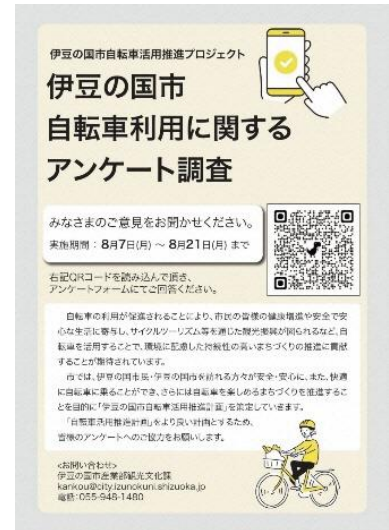 伊豆の国市自転車活用推進プロジェクト
伊豆の国市
自転車利用に関する
アンケート調査
みなさまのご意見をお聞かせください。
実施期間:8月7日(月)~8月21日(月)まで
右記QRコードを読み込んで頂き、
アンケートフォームにてご回答ください。
自転車の利用が促進されることにより、市民の皆様の健康増進や安全で安
心な生活に寄与し、サイクルツーリズム等を通じた観光振興が図られるなど、自
転車を活用することで、環境に配慮した持続性の高いまちづくりの推進に貢献
することが期待されています。
市では、伊豆の国市民・伊豆の国市を訪れる方々が安全・安心に、また、快適
に自転車に乗ることができ、さらには自転車を楽しめるまちづくりを推進するこ
とを目的に「伊豆の国市自転車活用推進計画」を策定していきます。
「自転車活用推進計画」をより良い計画とするため、
皆様のアンケートへのご協力をお願いします。
<お問い合わせ>
伊豆の国市産業部観光文化課
kankou@city.izunokuni.shizuoka.jp
電話:055-948-1480